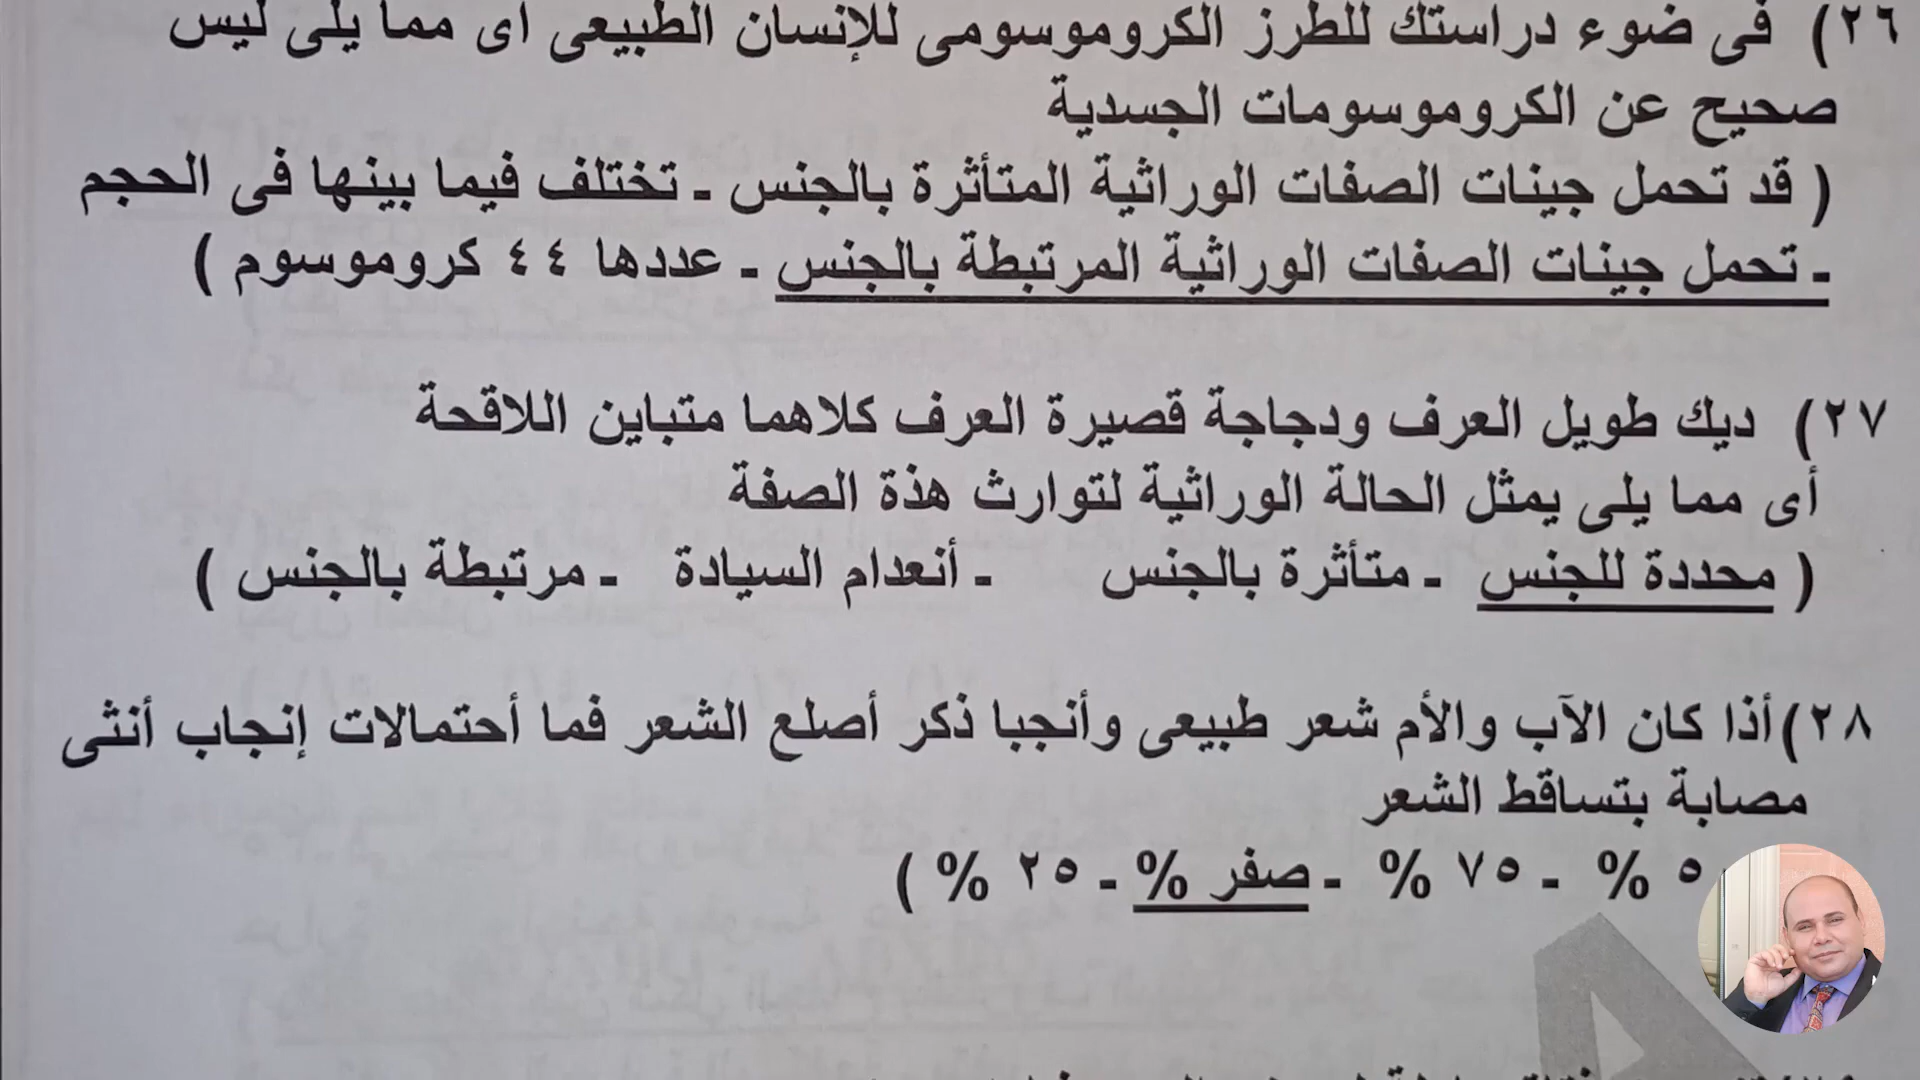 ٢٦) فى ضوء دراستك للطرز الكروموسومى للإنسان الطبيعى اى مما يلى ليس
صحيح عن الكروموسومات الجسدية
( قد تحمل جينات الصفات الوراثية المتأثرة بالجنس - تختلف فيما بينها فى الحجم
- تحمل جينات الصفات الوراثية المرتبطة بالجنس - عددها ٤٤ كروموسوم )
٢٧) ديك طويل العرف ودجاجة قصيرة العرف كلاهما متباين اللاقحة
أى مما يلى يمثل الحالة الوراثية لتوارث هذة الصفة
( محددة للجنس - متأثرة بالجنس - أنعدام السيادة - مرتبطة بالجنس )
٢٨) أذا كان الآب والأم شعر طبيعى وأنجبا ذكر أصلع الشعر فما أحتمالات إنجاب أنثى
مصابة بتساقط الشعر
٥ % - ٧٥ % - صفر % - ٢٥ % )